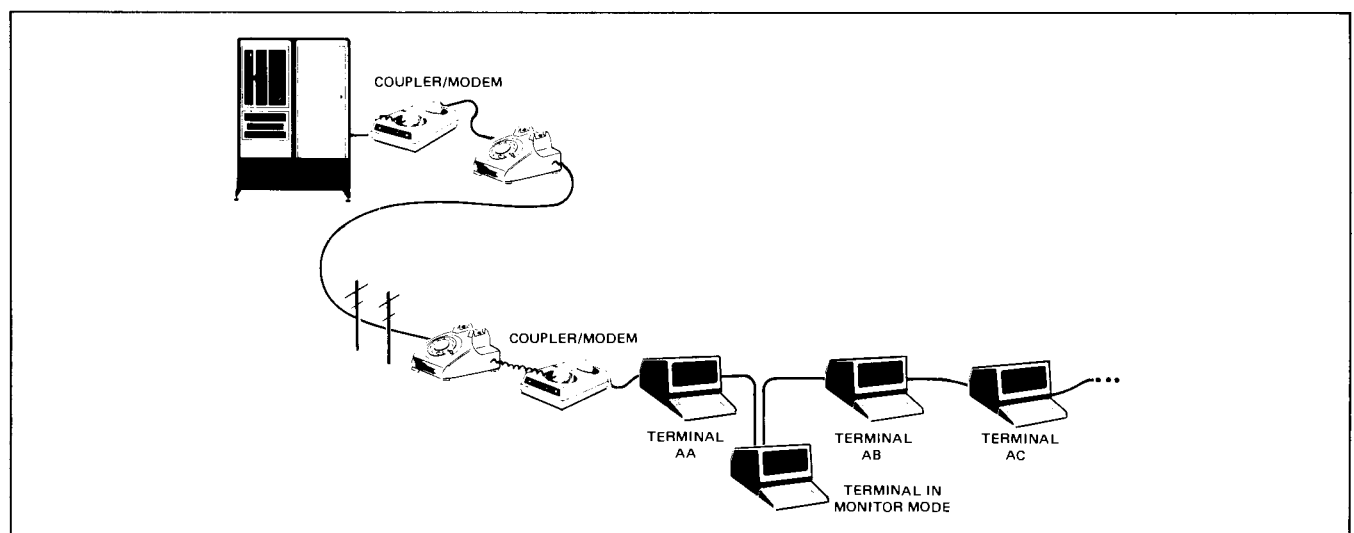 COUPLER/MODEM
COUPLER/MODEM
TERMINAL
AA
TERMINAL
AB
TERMINAL
AC
TERMINAL IN
MONITOR MODE